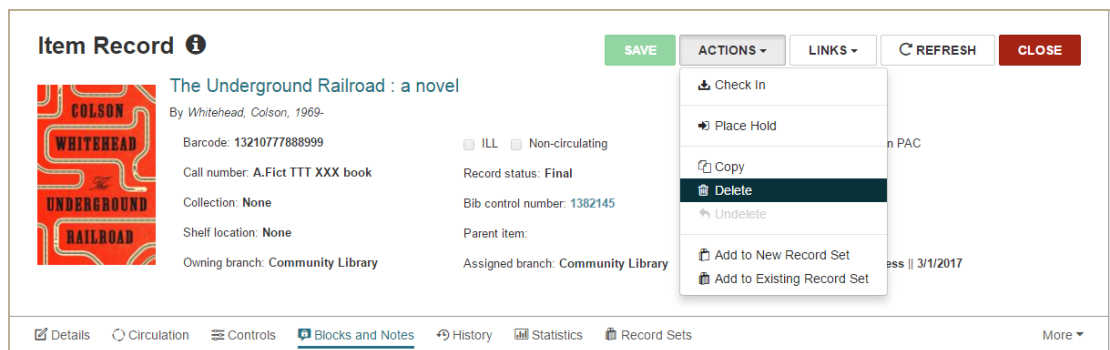 Item Record
SAVE ACTIONS LINKS REFRESH CLOSE
The Underground Railroad : a novel
By Whitehead, Colson, 1969-
COLSON
WHITEHEAD
The
UNDERGROUND
RAILROAD
Barcode: 13210777888999
Call number: A.Fict TTT XXX book
Collection: None
Shelf location: None
Owning branch: Community Library
ILL Non-circulating
Record status: Final
Bib control number: 1382145
Parent item:
Assigned branch: Community Library
Check In
Place Hold
Copy
Delete
Undelete
Add to New Record Set
Add to Existing Record Set
n PAC
ess || 3/1/2017
Details Circulation Controls Blocks and Notes History Statistics Record Sets More